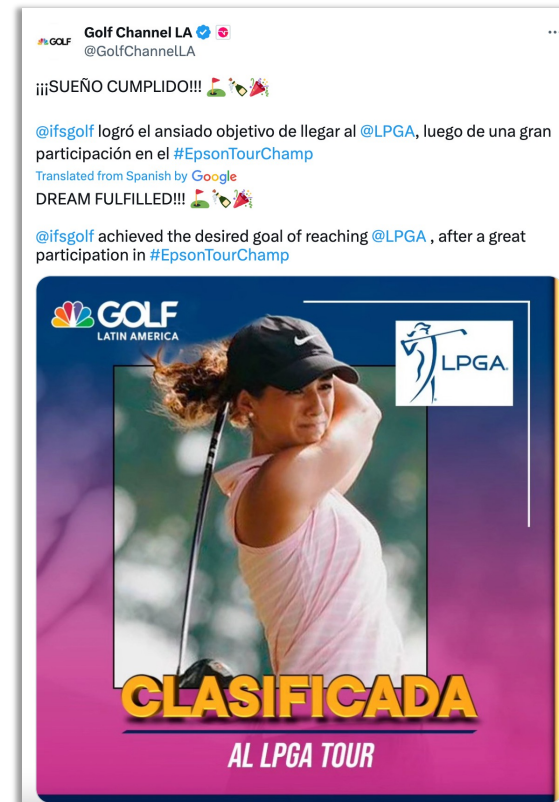 Golf Channel LA
@GolfChannelLA
GOLF
¡¡¡SUEÑO CUMPLIDO!!! ⛳🍾🎉
@ifsgolf logró el ansiado objetivo de llegar al @LPGA, luego de una gran
participación en el #EpsonTourChamp
Translated from Spanish by Google
DREAM FULFILLED!!! ⛳🍾🎉
@ifsgolf achieved the desired goal of reaching @LPGA , after a great
participation in #EpsonTourChamp
GOLF
LATIN AMERICA
LPGA
CLASIFICADA
AL LPGA TOUR